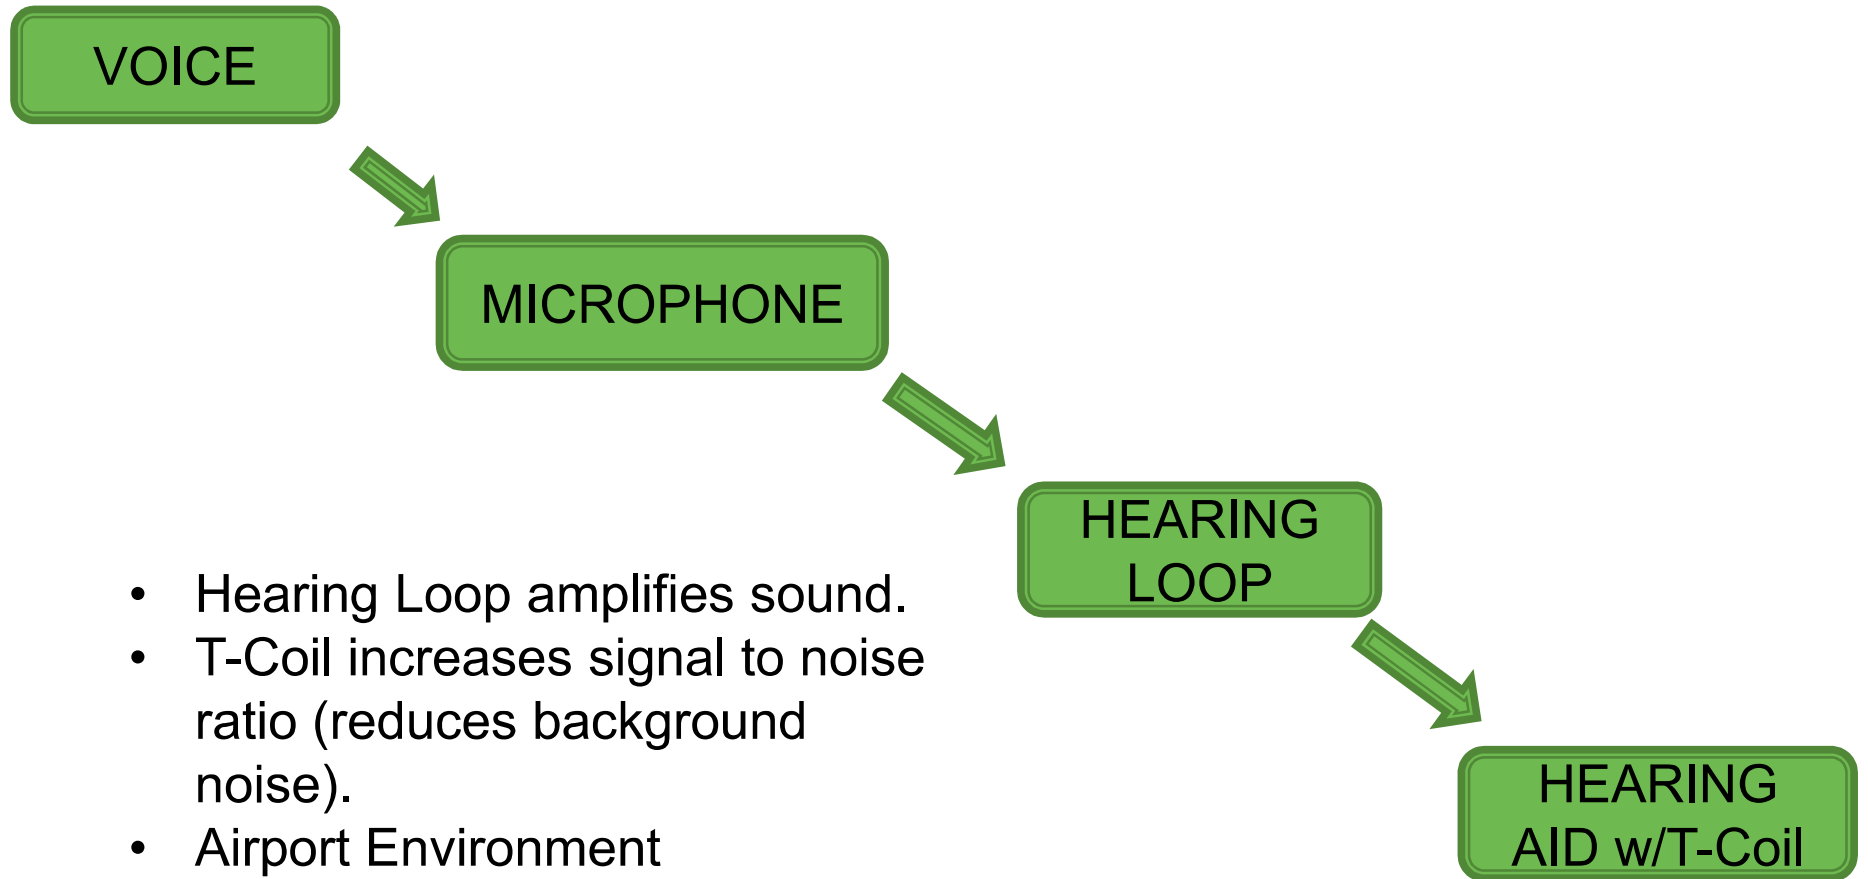 VOICE
MICROPHONE
HEARING
LOOP
• Hearing Loop amplifies sound.
• T-Coil increases signal to noise
ratio (reduces background
noise).
• Airport Environment
HEARING
AID w/T-Coil